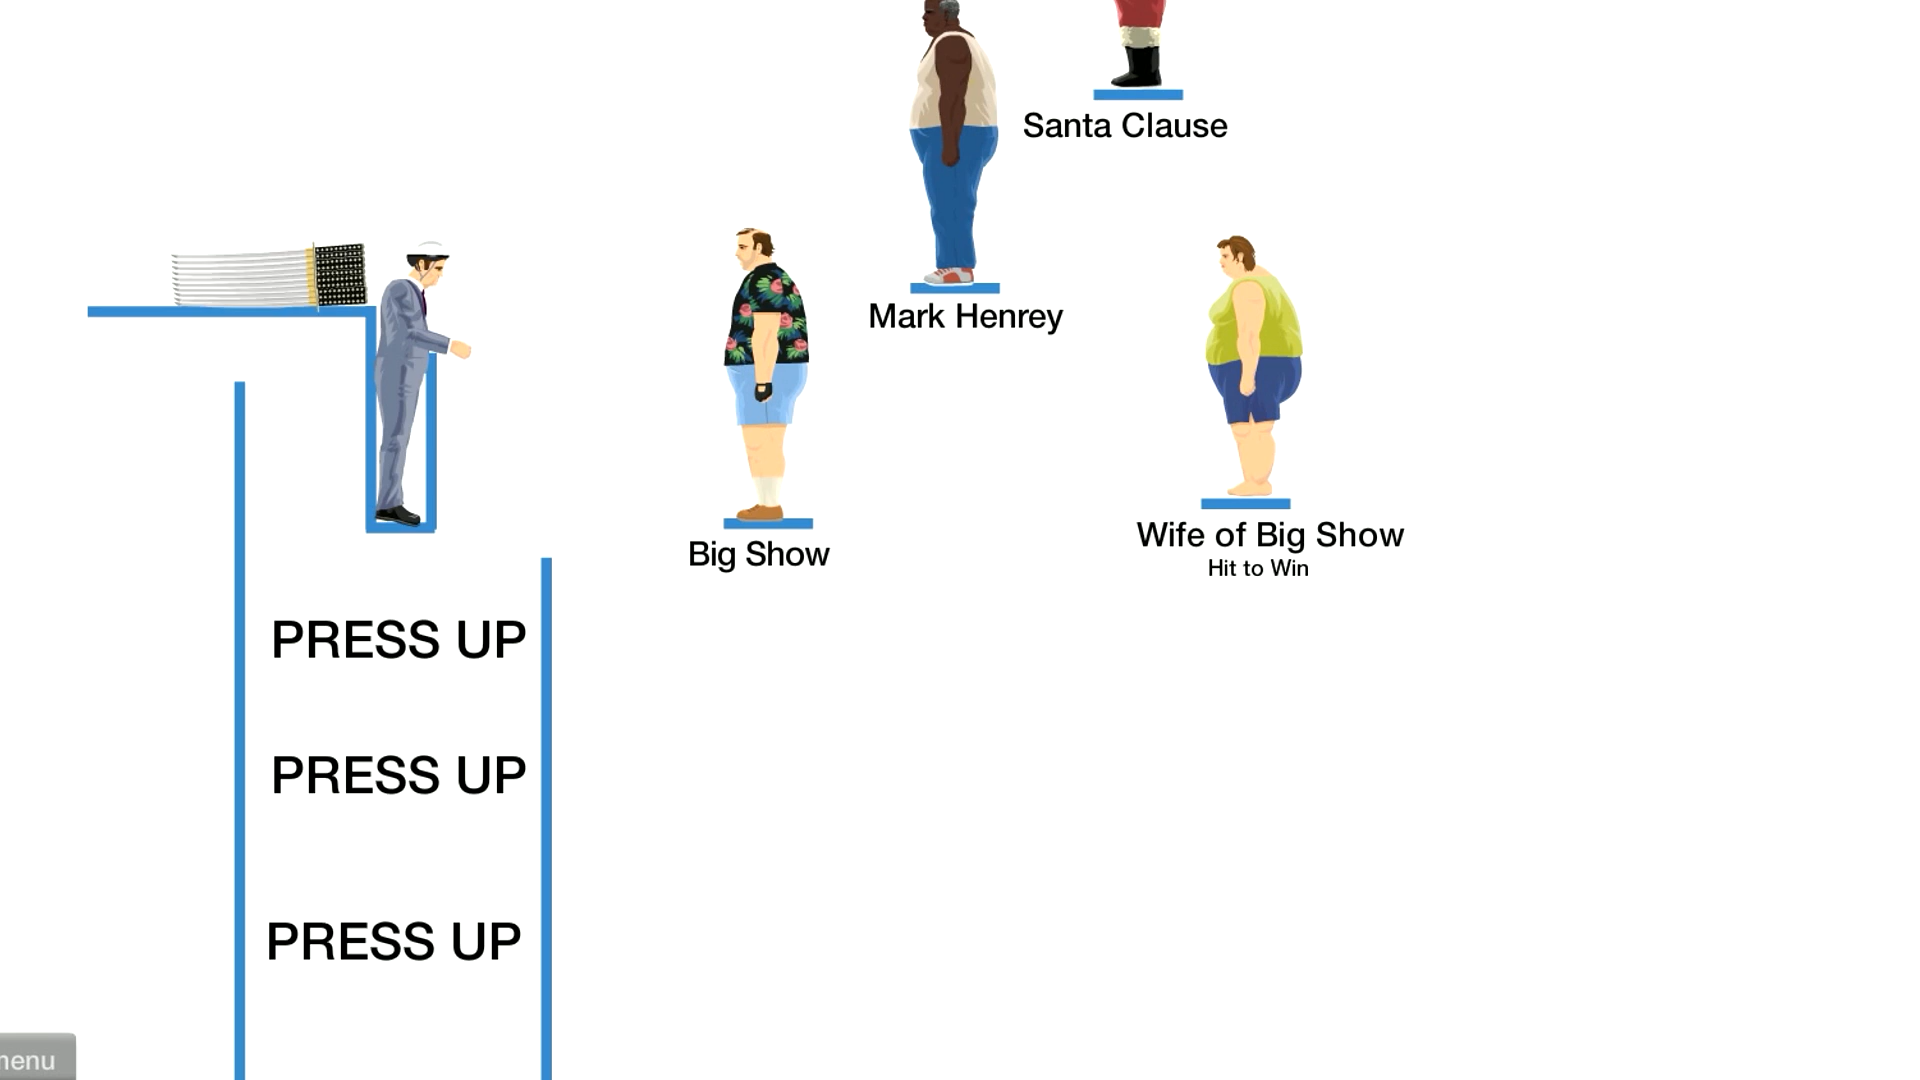 Santa Clause
Mark Henrey
Big Show
Wife of Big Show
Hit to Win
PRESS UP
PRESS UP
PRESS UP
menu